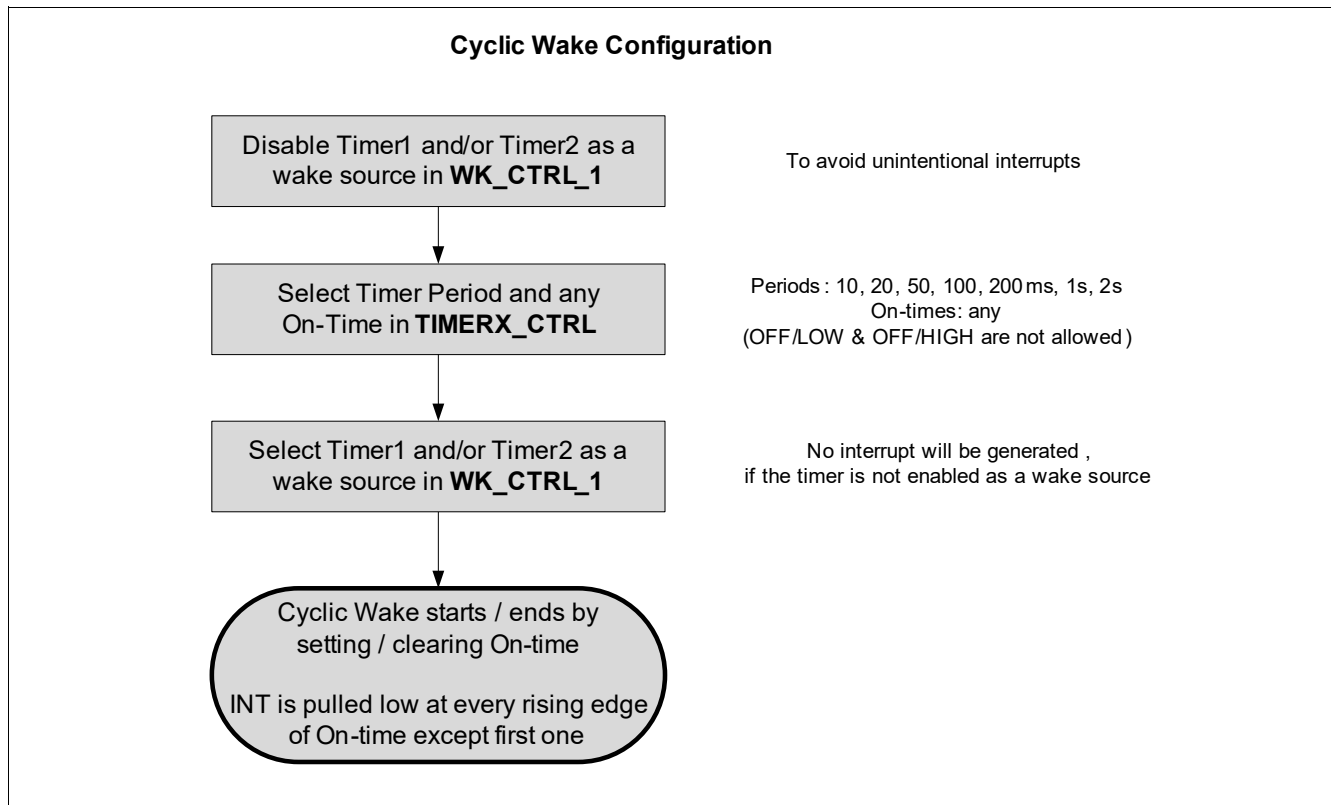 Cyclic Wake Configuration
Disable Timer1 and/or Timer2 as a
wake source in WK_CTRL_1
To avoid unintentional interrupts
Select Timer Period and any
On-Time in TIMERX_CTRL
Periods : 10, 20, 50, 100, 200 ms, 1s, 2s
On-times: any
(OFF/LOW & OFF/HIGH are not allowed )
Select Timer1 and/or Timer2 as a
wake source in WK_CTRL_1
No interrupt will be generated ,
if the timer is not enabled as a wake source
Cyclic Wake starts / ends by
setting / clearing On-time
INT is pulled low at every rising edge
of On-time except first one